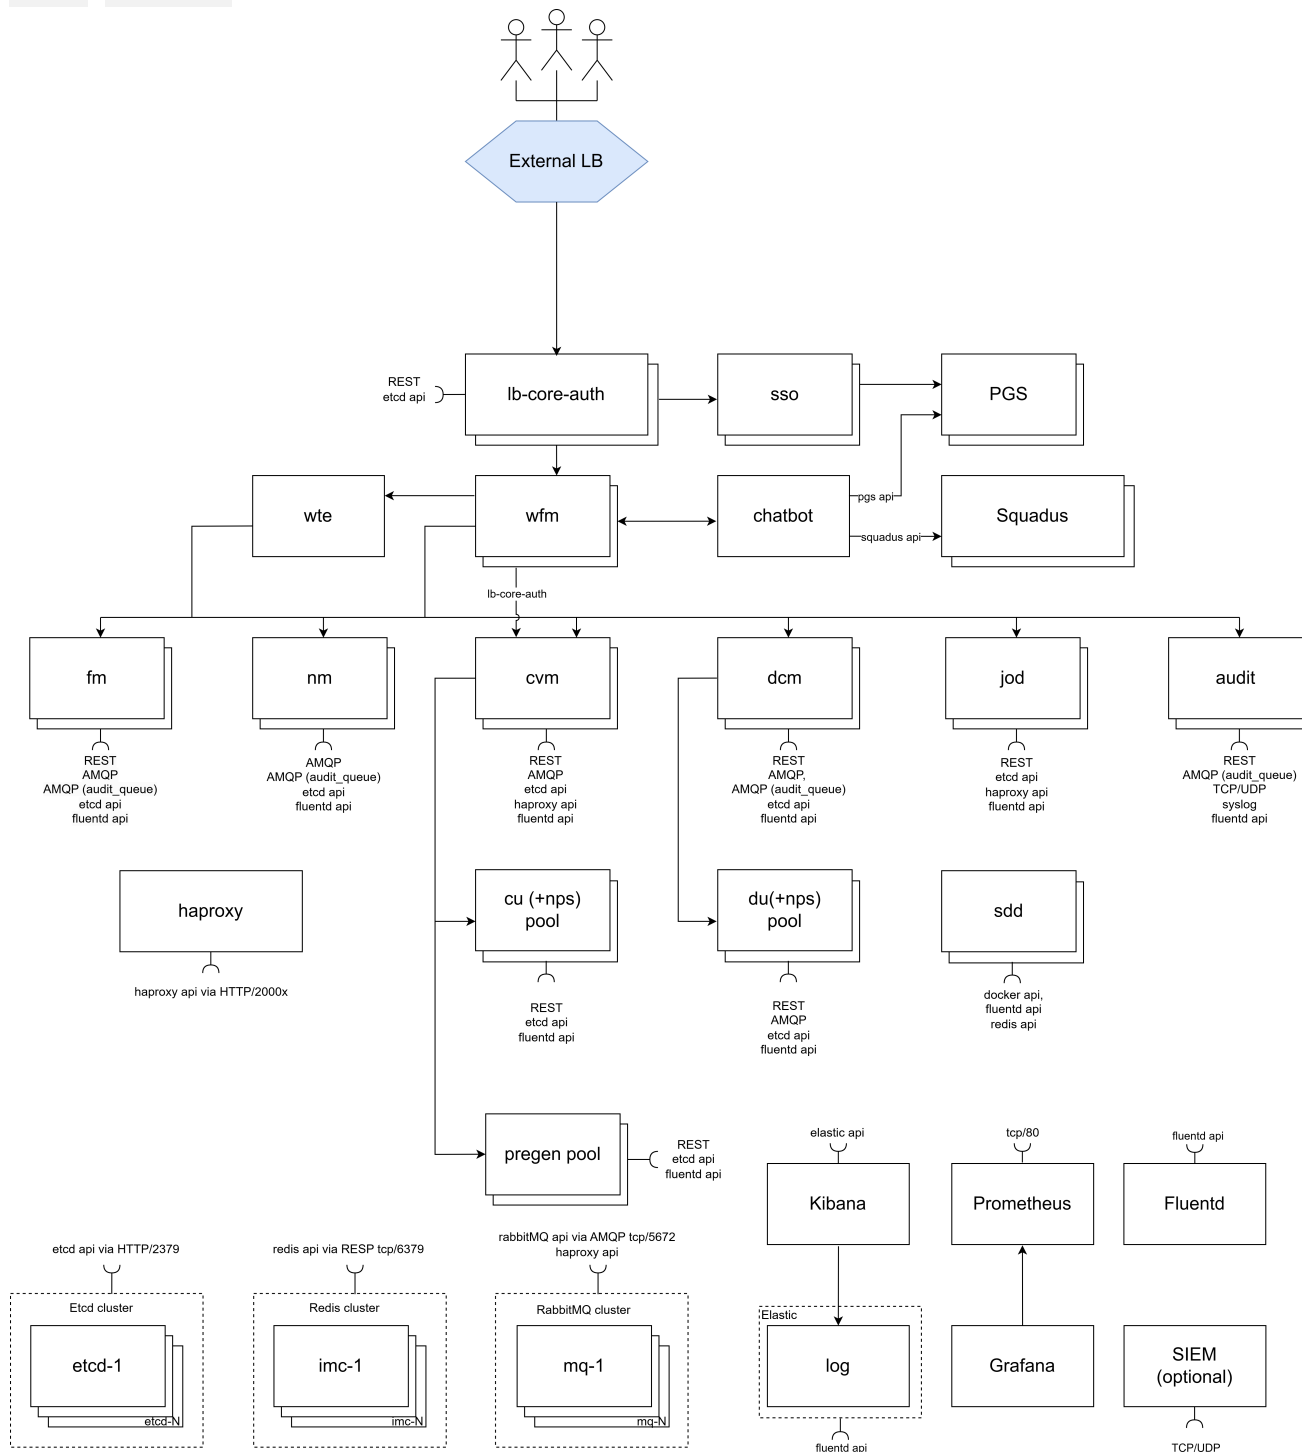 External LB
REST
etcd api
lb-core-auth
sso
PGS
wte
wfm
chatbot
pgs api
squadus api
Squadus
lb-core-auth
fm
nm
cvm
dcm
jod
audit
REST
AMQP
AMQP (audit_queue)
etcd api
fluentd api
AMQP
AMQP (audit_queue)
etcd api
fluentd api
REST
AMQP
etcd api
haproxy api
fluentd api
REST
AMQP,
AMQP (audit_queue)
etcd api
fluentd api
REST
etcd api
haproxy api
fluentd api
REST
AMQP (audit_queue)
TCP/UDP
syslog
fluentd api
haproxy
haproxy api via HTTP/2000x
cu (+nps)
pool
REST
etcd api
fluentd api
du(+nps)
pool
REST
AMQP
etcd api
fluentd api
sdd
docker api,
fluentd api
redis api
pregen pool
REST
etcd api
fluentd api
elastic api
Kibana
tcp/80
Prometheus
fluentd api
Fluentd
etcd api via HTTP/2379
Etcd cluster
etcd-1
etcd-N
redis api via RESP tcp/6379
Redis cluster
imc-1
imc-N
rabbitMQ api via AMQP tcp/5672
haproxy api
RabbitMQ cluster
mq-1
mq-N
Elastic
log
fluentd api
Grafana
SIEM
(optional)
TCP/UDP